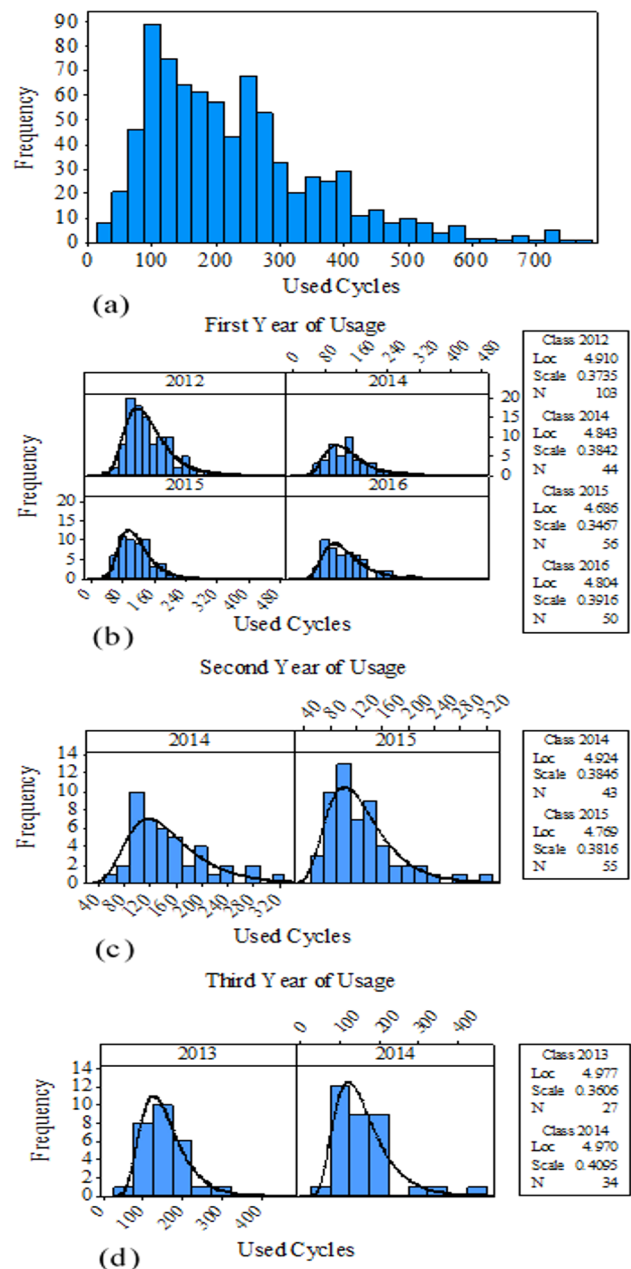 90
80
70
60
50
40
30
20
10
0
Frequency
0 100 200 300 400 500 600 700
Used Cycles
(a)
First Year of Usage
0 80 160 240 320 400 480
2012 2014
20
15
10
5
0
2015 2016
20
15
10
5
0
Frequency
0 80 160 240 320 400 480
Used Cycles
(b)
Class 2012
Loc 4.910
Scale 0.3735
N 103
Class 2014
Loc 4.843
Scale 0.3842
N 44
Class 2015
Loc 4.686
Scale 0.3467
N 56
Class 2016
Loc 4.804
Scale 0.3916
N 50
Second Year of Usage
40 80 120 160 200 240 280 320
2014 2015
14
12
10
8
6
4
2
0
Frequency
40 80 120 160 200 240 280 320
Used Cycles
(c)
Class 2014
Loc 4.924
Scale 0.3846
N 43
Class 2015
Loc 4.769
Scale 0.3816
N 55
Third Year of Usage
0 100 200 300 400
2013 2014
14
12
10
8
6
4
2
0
Frequency
0 100 200 300 400
Used Cycles
(d)
Class 2013
Loc 4.977
Scale 0.3606
N 27
Class 2014
Loc 4.970
Scale 0.4095
N 34